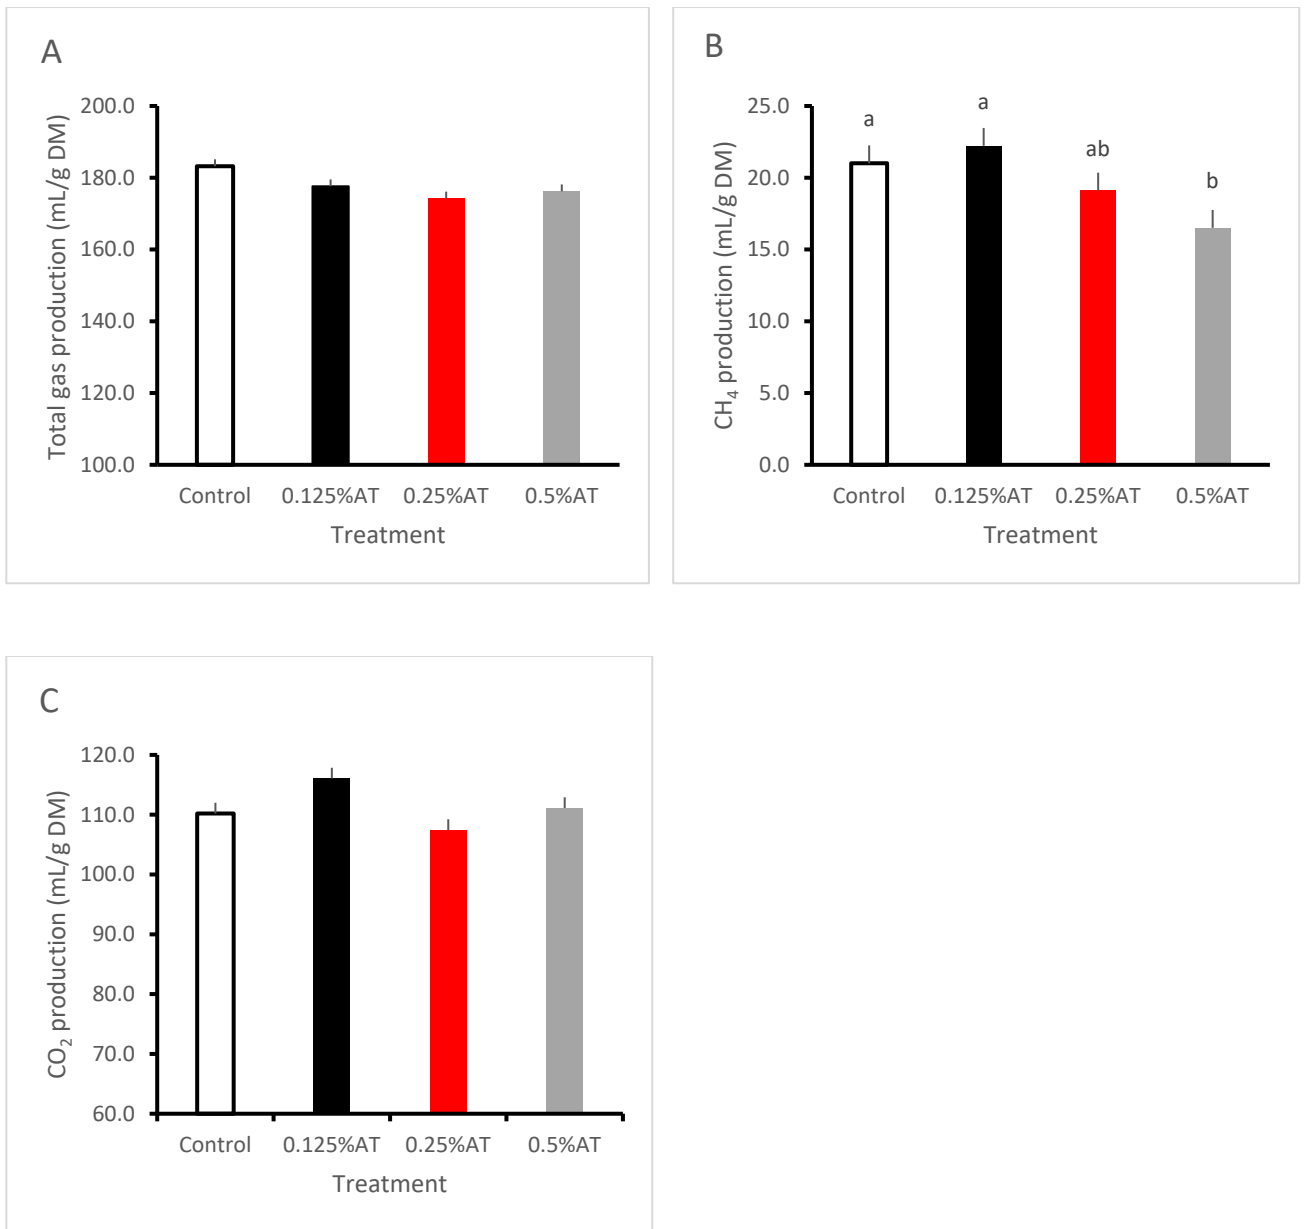 A
Total gas production (mL/g DM)
200.0
180.0
160.0
140.0
120.0
100.0
Control 0.125%AT 0.25%AT 0.5%AT
Treatment
B
CH₄ production (mL/g DM)
25.0
20.0
15.0
10.0
5.0
0.0
a
a
ab
b
Control 0.125%AT 0.25%AT 0.5%AT
Treatment
C
CO₂ production (mL/g DM)
120.0
110.0
100.0
90.0
80.0
70.0
60.0
Control 0.125%AT 0.25%AT 0.5%AT
Treatment